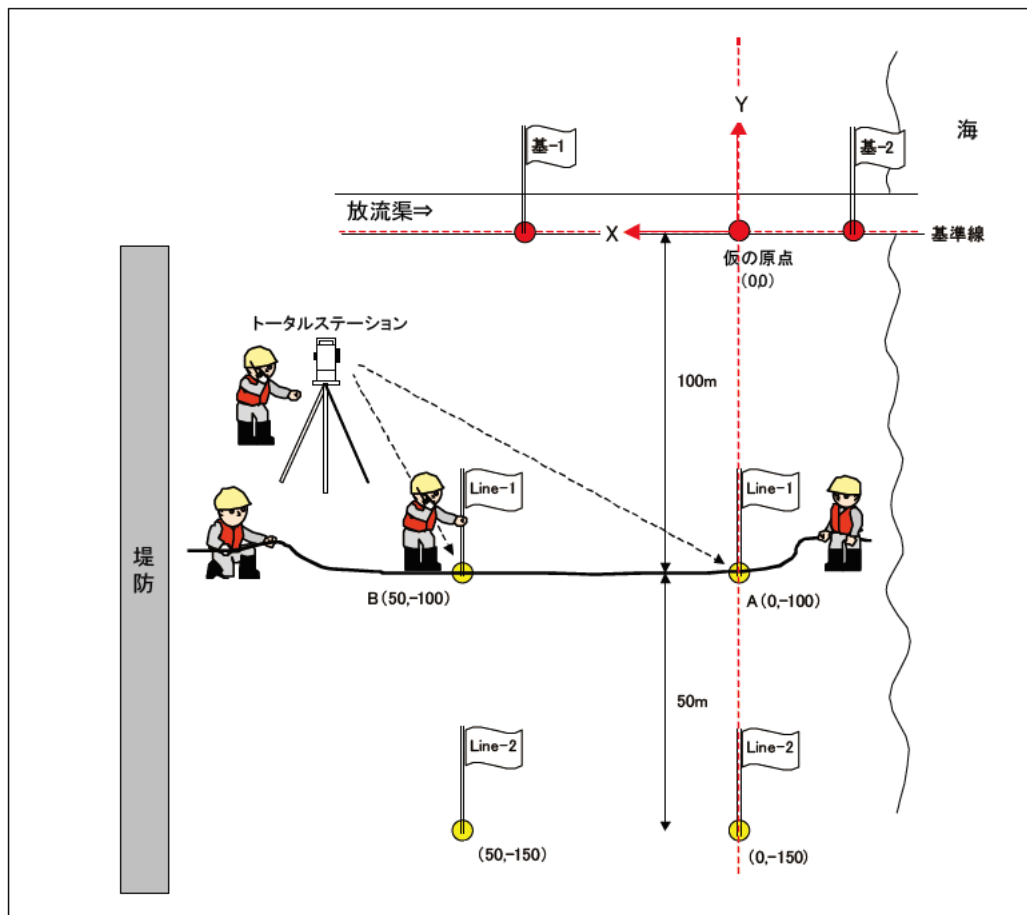 Y
海
基-1
基-2
放流渠⇒
X
基準線
仮の原点
(0,0)
トータルステーション
100m
Line-1
Line-1
堤防
B(50,-100)
A(0,-100)
50m
Line-2
Line-2
(50,-150)
(0,-150)